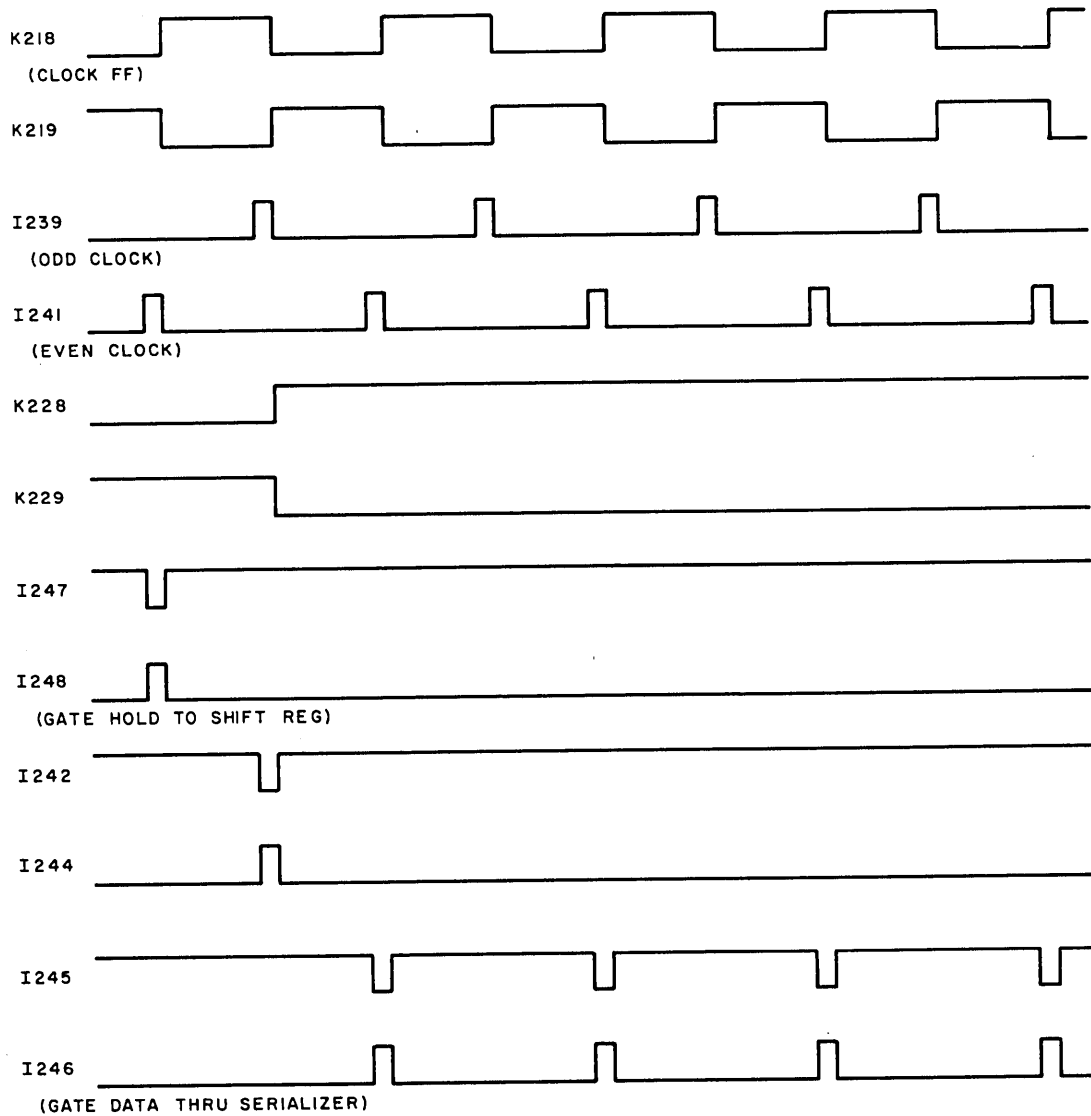 K218
(CLOCK FF)
K219
I239
(ODD CLOCK)
I241
(EVEN CLOCK)
K228
K229
I247
I248
(GATE HOLD TO SHIFT REG)
I242
I244
I245
I246
(GATE DATA THRU SERIALIZER)